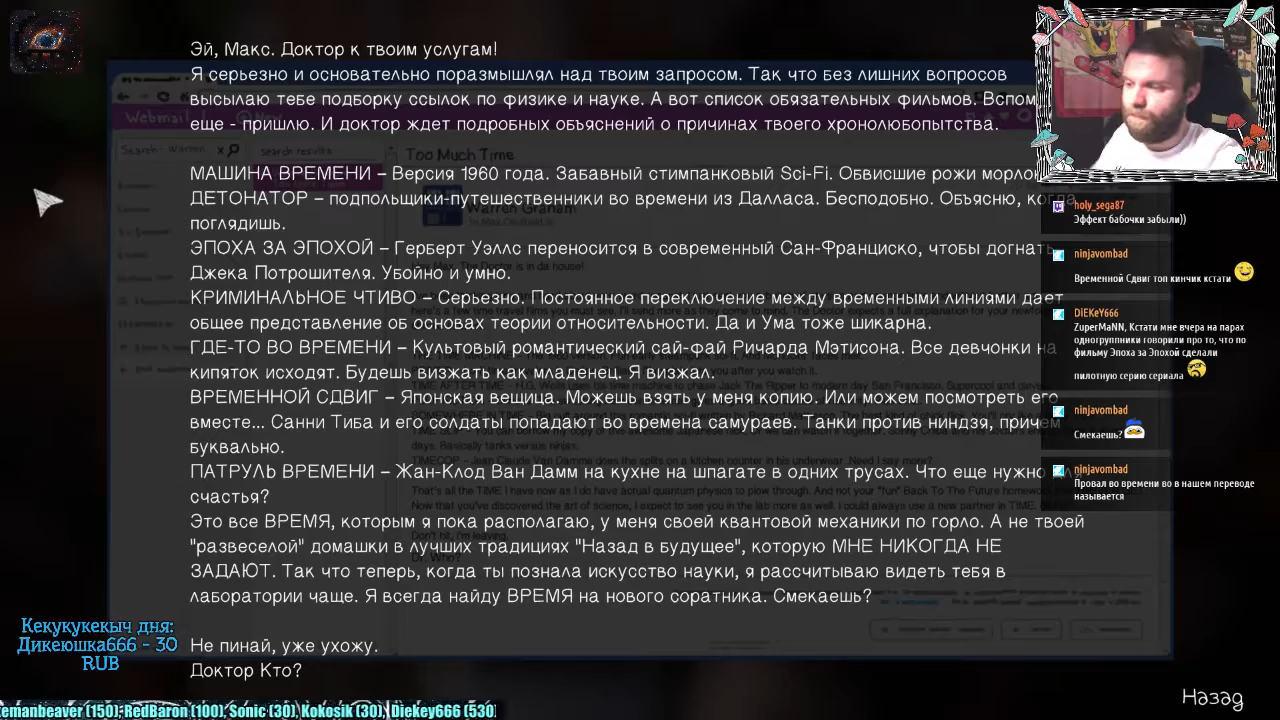 Эй, Макс. Доктор к твоим услугам!
Я серьезно и основательно поразмышлял над твоим запросом. Так что без лишних вопросов
высылаю тебе подборку ссылок по физике и науке. А вот список обязательных фильмов.
еще - пришлю. И доктор ждет подробных объяснений о причинах твоего хронолюбопытства.
МАШИНА ВРЕМЕНИ – Версия 1960 года. Забавный стимпанковый Sci-Fi. Обвисшие рожи
ДЕТОНАТОР – подпольщики-путешественники во времени из Далласа. Бесподобно. Объясню, когда
поглядишь.
ЭПОХА ЗА ЭПОХОЙ – Герберт Уэллс переносится в современный Сан-Франциско, чтобы догнать
Джека Потрошителя. Убойно и умно.
КРИМИНАЛЬНОЕ ЧТИВО – Серьезно. Постоянное переключение между временными линиями дает
общее представление об основах теории относительности. Да и Ума тоже шикарна.
ГДЕ-ТО ВО ВРЕМЕНИ – Культовый романтический сай-фай Ричарда Мэтисона. Все девчонки на
кипяток исходят. Будешь визжать как младенец. Я визжал.
ВРЕМЕННОЙ СДВИГ – Японская вещица. Можешь взять у меня копию. Или можем посмотреть его
вместе... Санни Тиба и его солдаты попадают во времена самураев. Танки против ниндзя, причем
буквально.
ПАТРУЛЬ ВРЕМЕНИ – Жан-Клод Ван Дамм на кухне на шпагате в одних трусах. Что еще нужно
счастья?
Это все ВРЕМЯ, которым я пока располагаю, у меня своей квантовой механики по горло. А не твоей
"развеселой" домашки в лучших традициях "Назад в будущее", которую МНЕ НИКОГДА НЕ
ЗАДАЮТ. Так что теперь, когда ты познала искусство науки, я рассчитываю видеть тебя в
лаборатории чаще. Я всегда найду ВРЕМЯ на нового соратника. Смекаешь?
Не пинай, уже ухожу.
Доктор Кто?
Назад
holy_sega87
Эффект бабочки забыли))
ninjavombad
Временной Сдвиг топ кинчик кстати
DiEKeY666
ZuperMaNN, Кстати мне вчера на парах
одногруппники говорили про то, что по
фильму Эпоха за Эпохой сделали
пилотную серию сериала
ninjavombad
Смекаешь?
ninjavombad
Провал во времени во в нашем переводе
называется
Кекукукекыч дня:
Дикеюшка666 - 30
RUB
emanbeaver (150), RedBaron (100), Sonic (30), Kokosik (30), Diekey666 (530)
Webmail
Search - Warren
search results
Too Much Time
Warren Graham